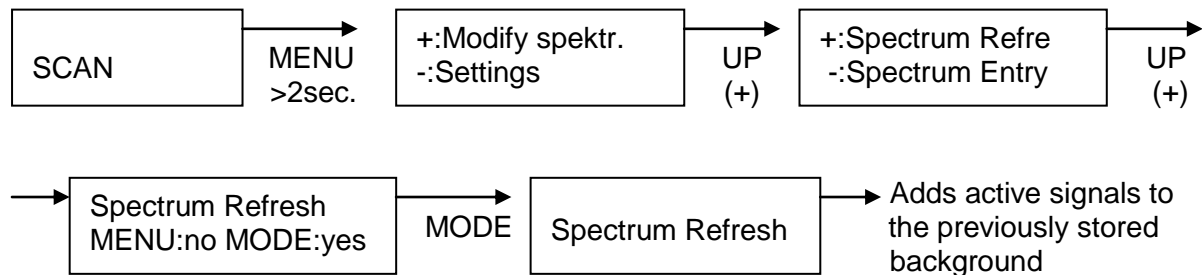 SCAN
MENU
>2sec.
+:Modify spektr.
-:Settings
UP
(+)
+:Spectrum Refre
-:Spectrum Entry
UP
(+)
Spectrum Refresh
MENU:no MODE:yes
MODE
Spectrum Refresh
Adds active signals to
the previously stored
background